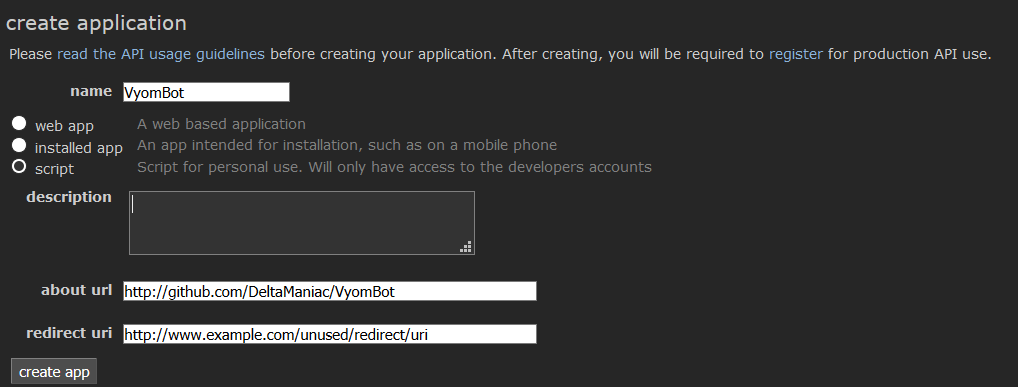 create application
Please read the API usage guidelines before creating your application. After creating, you will be required to register for production API use.
name VyomBot
web app A web based application
installed app An app intended for installation, such as on a mobile phone
script Script for personal use. Will only have access to the developers accounts
description
about url http://github.com/DeltaManiac/VyomBot
redirect uri http://www.example.com/unused/redirect/uri
create app